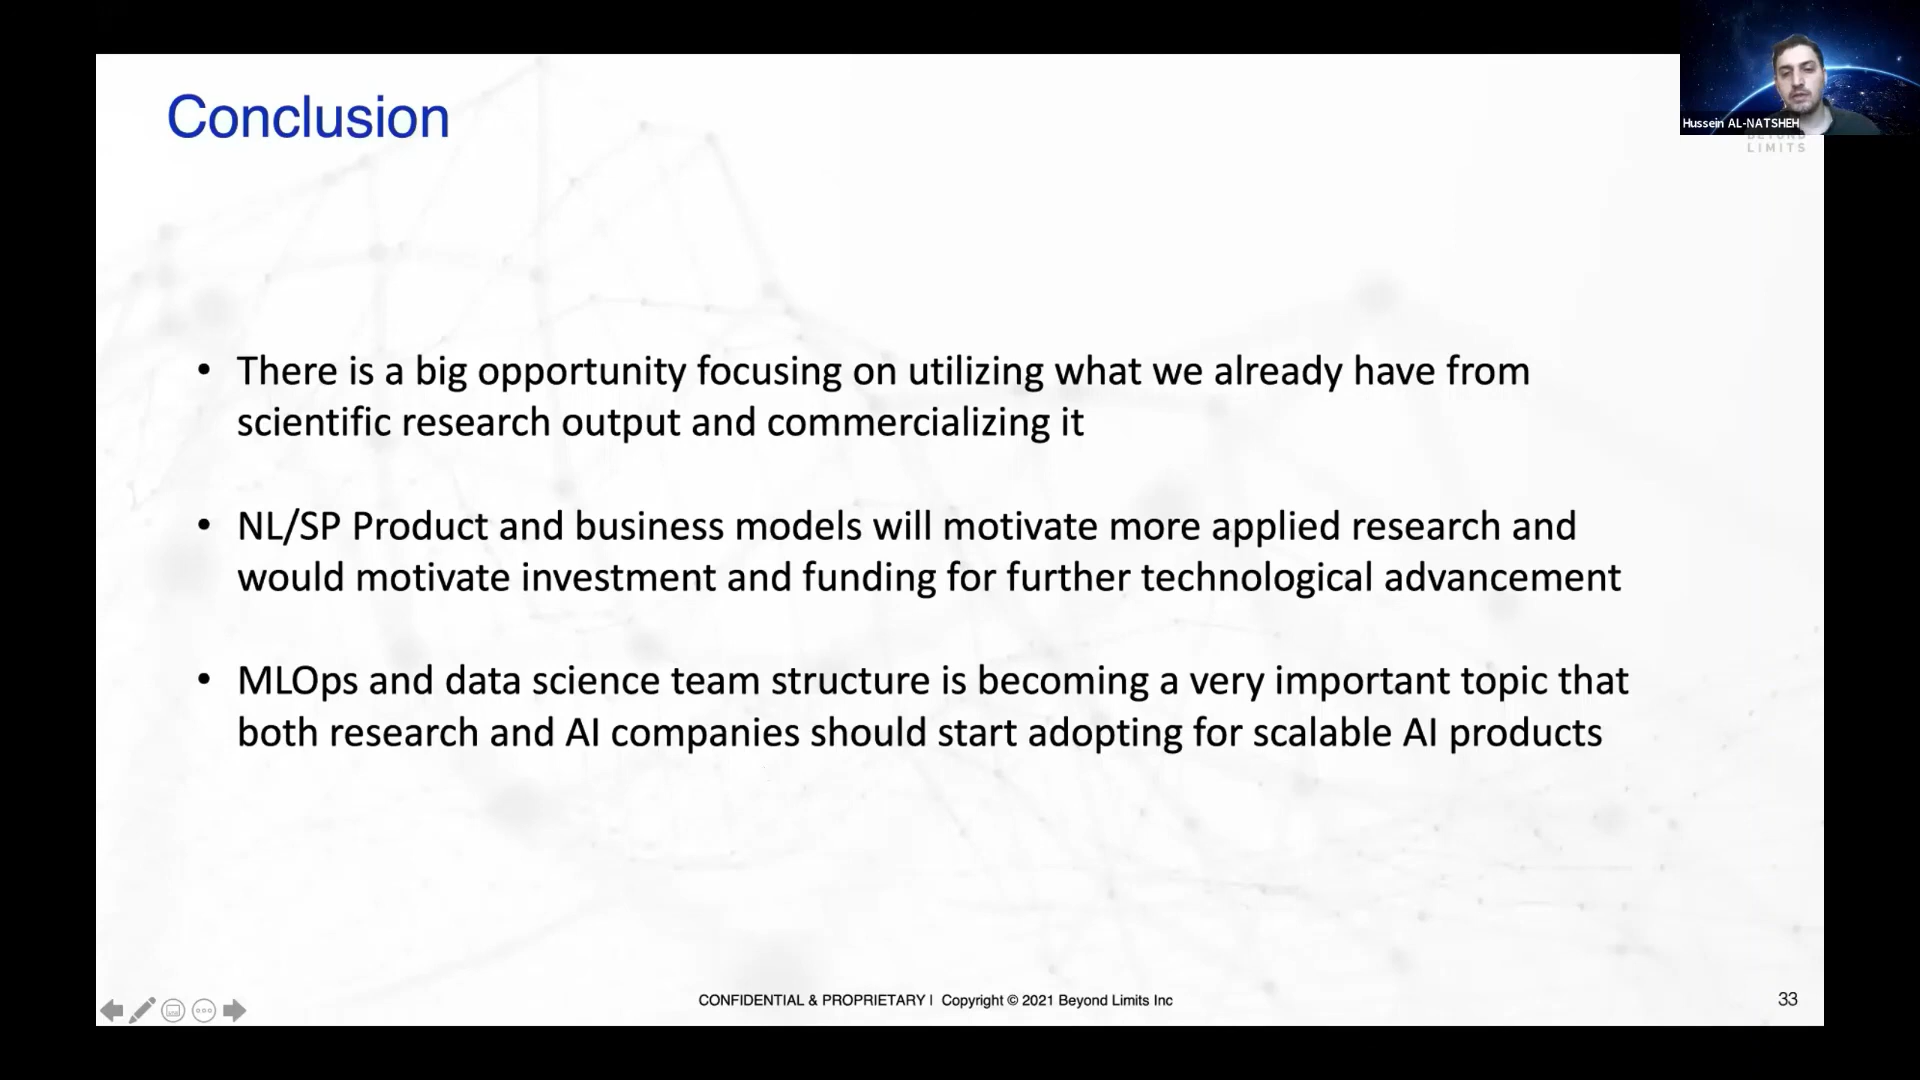 Conclusion
Hussein AL-NATSHEH
BEYOND
LIMITS
• There is a big opportunity focusing on utilizing what we already have from
scientific research output and commercializing it
• NL/SP Product and business models will motivate more applied research and
would motivate investment and funding for further technological advancement
• MLOps and data science team structure is becoming a very important topic that
both research and AI companies should start adopting for scalable AI products
CONFIDENTIAL & PROPRIETARY | Copyright © 2021 Beyond Limits Inc
33